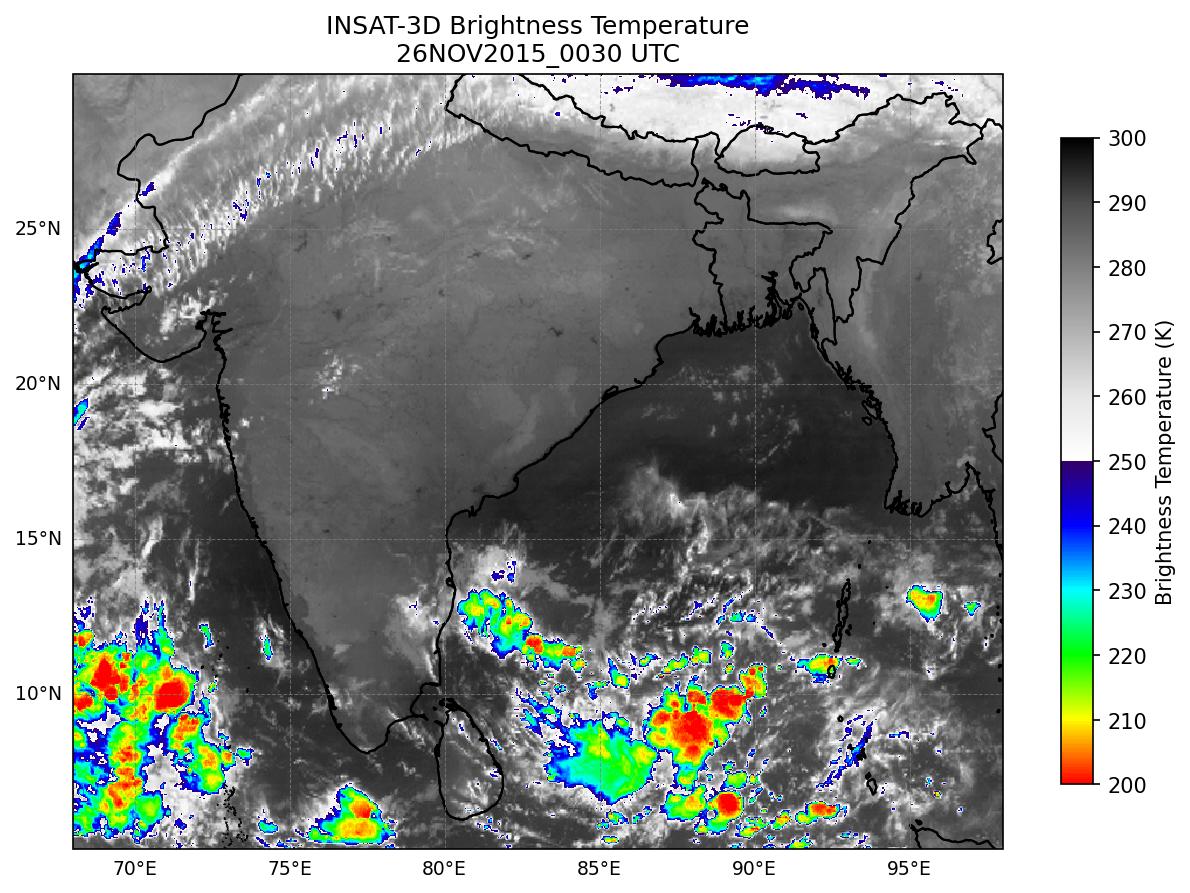 INSAT-3D Brightness Temperature
26NOV2015_0030 UTC
25°N
20°N
15°N
10°N
70°E
75°E
80°E
85°E
90°E
95°E
300
290
280
270
260
250
240
230
220
210
200
Brightness Temperature (K)